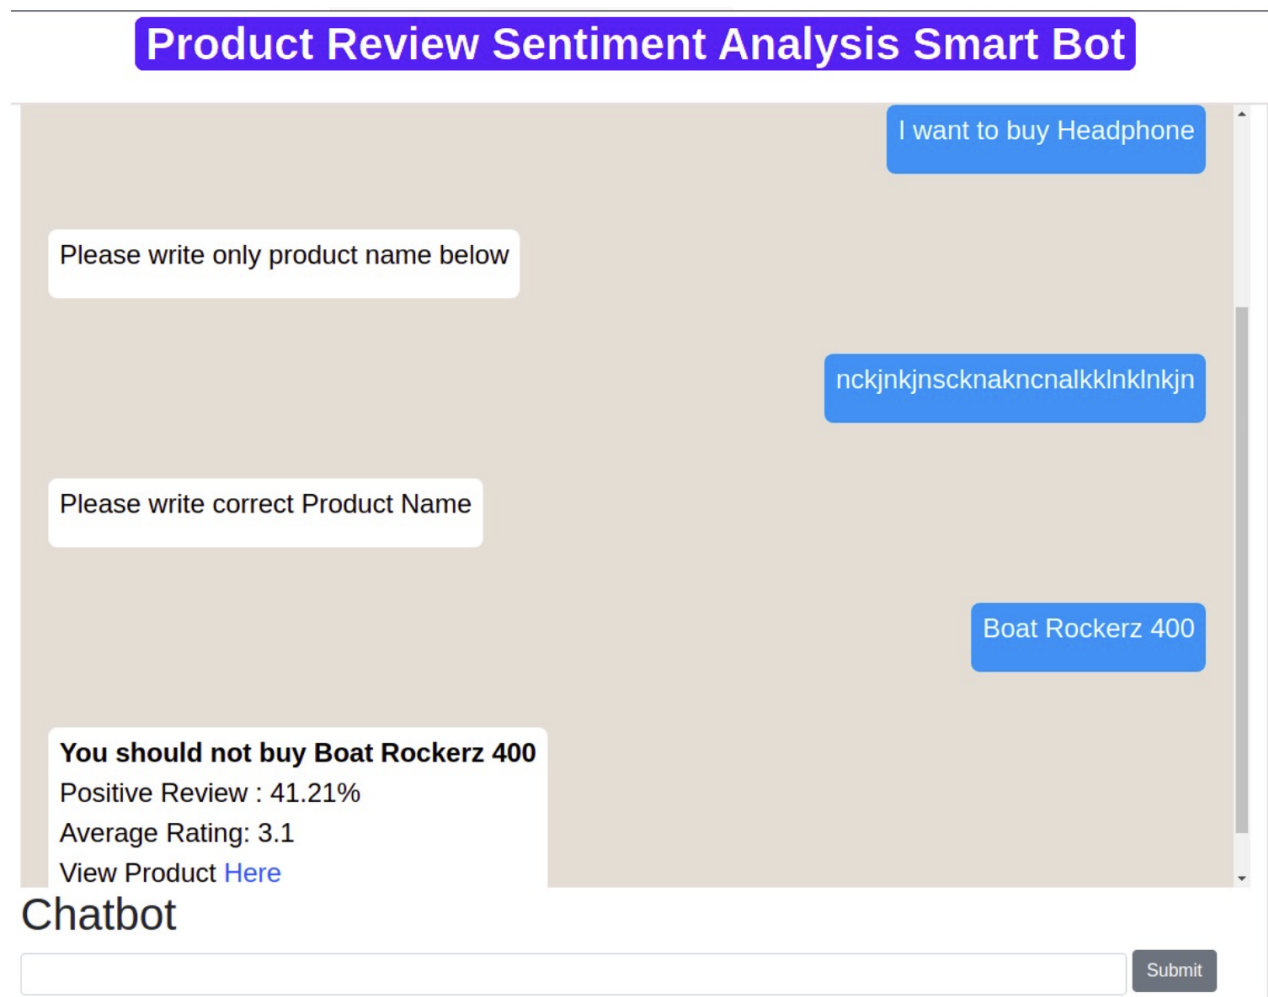 Product Review Sentiment Analysis Smart Bot
I want to buy Headphone
Please write only product name below
nckjnkjnscknakncnalkklnklnkjn
Please write correct Product Name
Boat Rockerz 400
You should not buy Boat Rockerz 400
Positive Review : 41.21%
Average Rating: 3.1
View Product Here
Chatbot
Submit